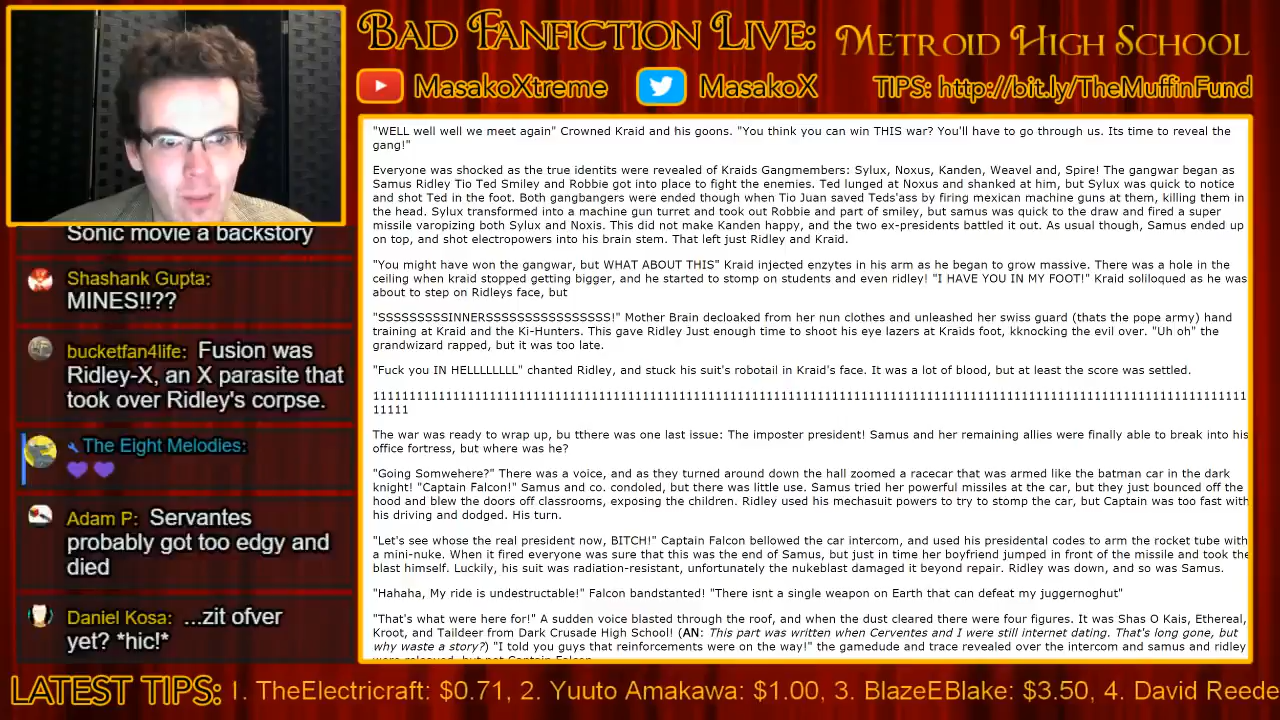 BAD FANFICTION LIVE:
METROID HIGH SCHOOL
MasakoXtreme
MasakoX
TIPS: http://bit.ly/TheMuffinFund
Sonic movie a backstory
Shashank Gupta:
MINES!!??
bucketfan4life: Fusion was
Ridley-X, an X parasite that
took over Ridley's corpse.
The Eight Melodies:
💜💜
Adam P: Servantes
probably got too edgy and
died
Daniel Kosa: ...zit ofver
yet? *hic!*
"WELL well well we meet again" Crowned Kraid and his goons. "You think you can win THIS war? You'll have to go through us. Its time to reveal the
gang!"
Everyone was shocked as the true identits were revealed of Kraids Gangmembers: Sylux, Noxus, Kanden, Weavel and, Spire! The gangwar began as
Samus Ridley Tio Ted Smiley and Robbie got into place to fight the enemies. Ted lunged at Noxus and shanked at him, but Sylux was quick to notice
and shot Ted in the foot. Both gangbangers were ended though when Tio Juan saved Teds'ass by firing mexican machine guns at them, killing them in
the head. Sylux transformed into a machine gun turret and took out Robbie and part of smiley, but samus was quick to the draw and fired a super
missile varopizing both Sylux and Noxis. This did not make Kanden happy, and the two ex-presidents battled it out. As usual though, Samus ended up
on top, and shot electropowers into his brain stem. That left just Ridley and Kraid.
"You might have won the gangwar, but WHAT ABOUT THIS" Kraid injected enzytes in his arm as he began to grow massive. There was a hole in the
ceiling when kraid stopped getting bigger, and he started to stomp on students and even ridley! "I HAVE YOU IN MY FOOT!" Kraid soliloqued as he was
about to step on Ridleys face, but
"SSSSSSSSSINNERSSSSSSSSSSSSSSSS!" Mother Brain decloaked from her nun clothes and unleashed her swiss guard (thats the pope army) hand
training at Kraid and the Ki-Hunters. This gave Ridley Just enough time to shoot his eye lazers at Kraids foot, kknocking the evil over. "Uh oh" the
grandwizard rapped, but it was too late.
"Fuck you IN HELLLLLLLL" chanted Ridley, and stuck his suit's robotail in Kraid's face. It was a lot of blood, but at least the score was settled.
1111111111111111111111111111111111111111111111111111111111111111111111111111111111111111111111111111111111111111111111111
11111
The war was ready to wrap up, bu tthere was one last issue: The imposter president! Samus and her remaining allies were finally able to break into his
office fortress, but where was he?
"Going Somwehere?" There was a voice, and as they turned around down the hall zoomed a racecar that was armed like the batman car in the dark
knight! "Captain Falcon!" Samus and co. condoled, but there was little use. Samus tried her powerful missiles at the car, but they just bounced off the
hood and blew the doors off classrooms, exposing the children. Ridley used his mechasuit powers to try to stomp the car, but Captain was too fast with
his driving and dodged. His turn.
"Let's see whose the real president now, BITCH!" Captain Falcon bellowed the car intercom, and used his presidental codes to arm the rocket tube with
a mini-nuke. When it fired everyone was sure that this was the end of Samus, but just in time her boyfriend jumped in front of the missile and took the
blast himself. Luckily, his suit was radiation-resistant, unfortunately the nukeblast damaged it beyond repair. Ridley was down, and so was Samus.
"Hahaha, My ride is undestructable!" Falcon bandstanted! "There isnt a single weapon on Earth that can defeat my juggernoghut"
"That's what were here for!" A sudden voice blasted through the roof, and when the dust cleared there were four figures. It was Shas O Kais, Ethereal,
Kroot, and Taildeer from Dark Crusade High School! (AN: This part was written when Cerventes and I were still internet dating. That's long gone, but
why waste a story?) "I told you guys that reinforcements were on the way!" the gamedude and trace revealed over the intercom and samus and ridley
LATEST TIPS: 1. TheElectricraft: $0.71, 2. Yuuto Amakawa: $1.00, 3. BlazeEBlake: $3.50, 4. David Reede